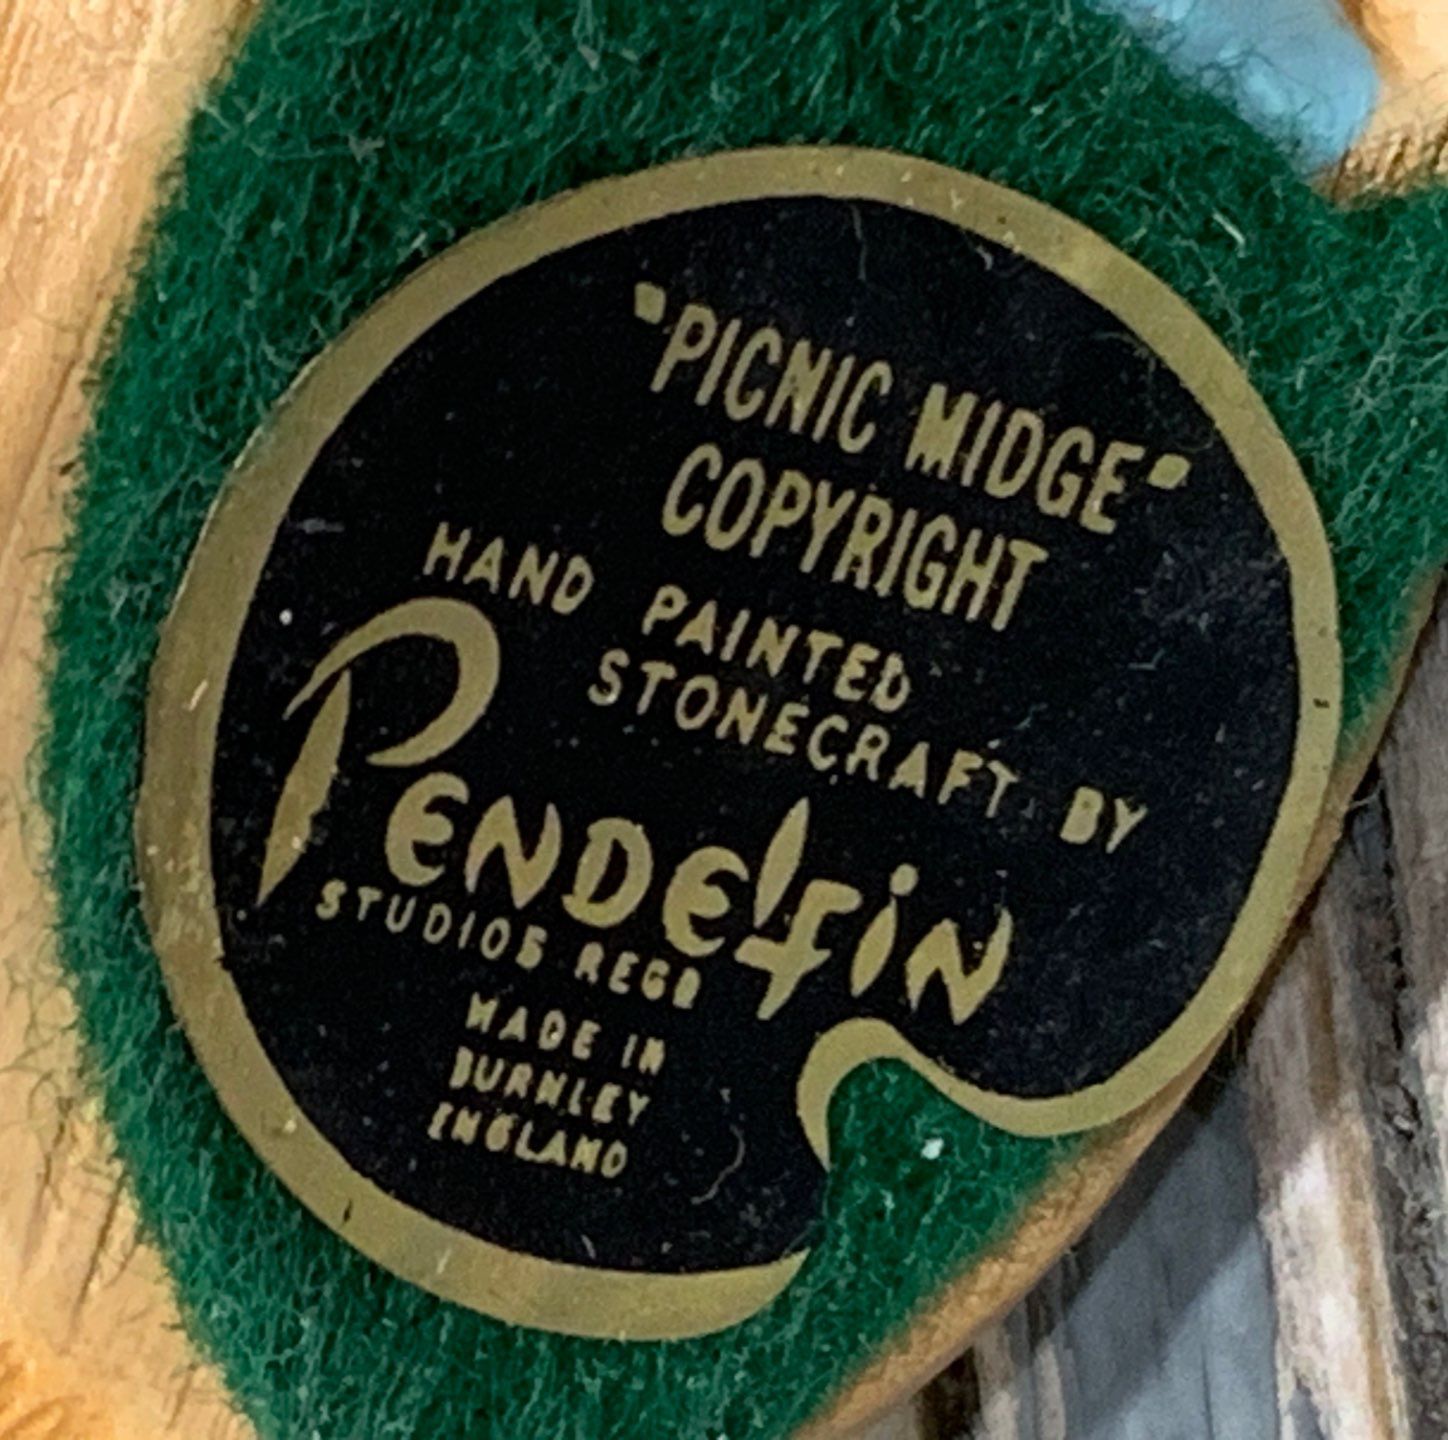 "PICNIC MIDGE"
COPYRIGHT
HAND PAINTED
STONECRAFT BY
PENDELFIN
STUDIOS REGD
MADE IN
BURNLEY
ENGLAND